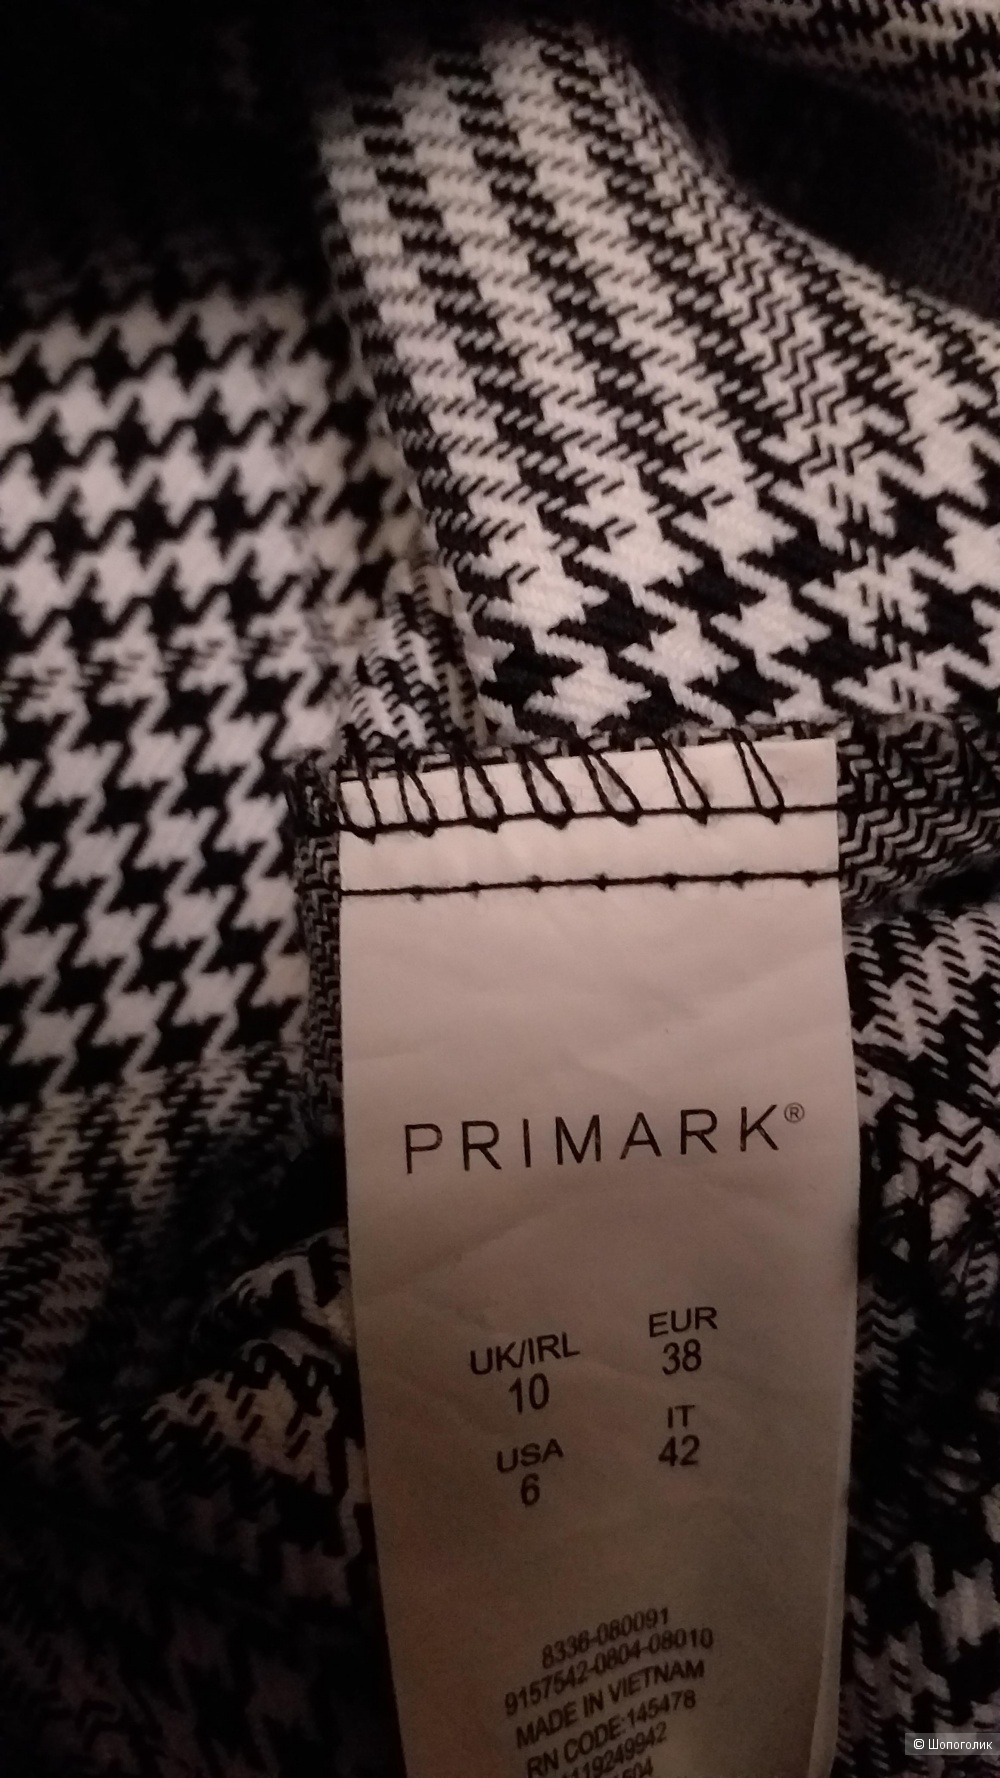 PRIMARK®
UK/IRL
10
EUR
38
USA
6
IT
42
8336-080091
9157542-0804-08010
MADE IN VIETNAM
RN CODE:145478
© Шопоголик